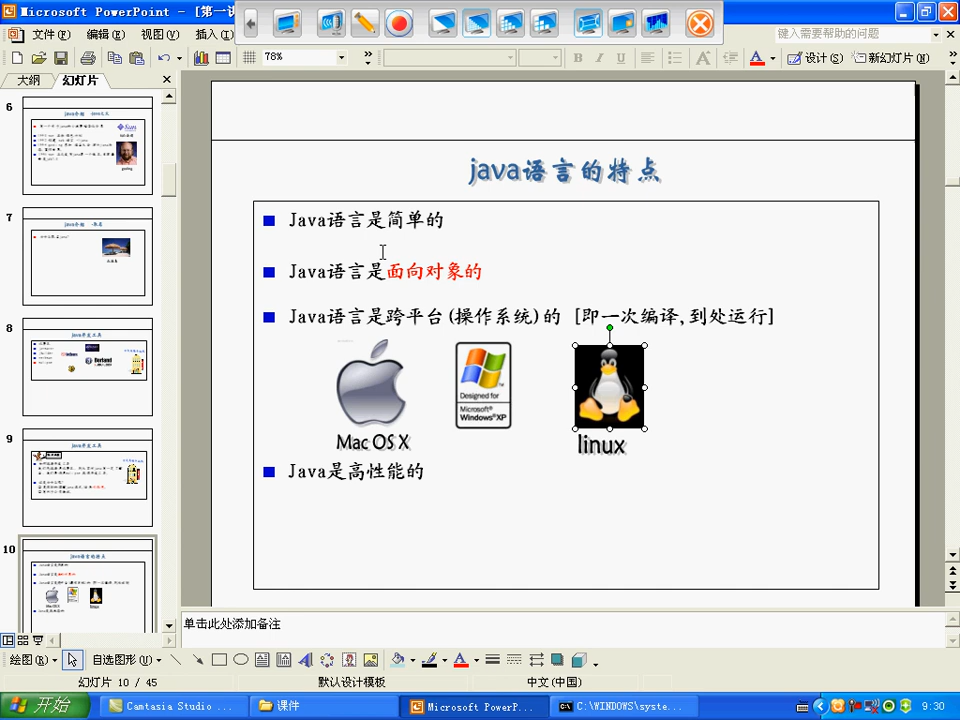 Microsoft PowerPoint - [第一讲
文件(F) 编辑(E) 视图(V) 插入(I)
键入需要帮助的问题
78%
B I U
设计(S) 新幻灯片(N)
大纲 幻灯片
6
7
8
9
10
java语言的特点
Java语言是简单的
Java语言是面向对象的
Java语言是跨平台(操作系统)的 [即一次编译,到处运行]
Designed for
Microsoft®
Windows®XP
Mac OS X
linux
Java是高性能的
单击此处添加备注
绘图(R) 自选图形(U)
幻灯片 10 / 45 默认设计模板 中文(中国)
开始 Camtasia Studio ... 课件 Microsoft PowerP... C:\WINDOWS\syste... 9:30